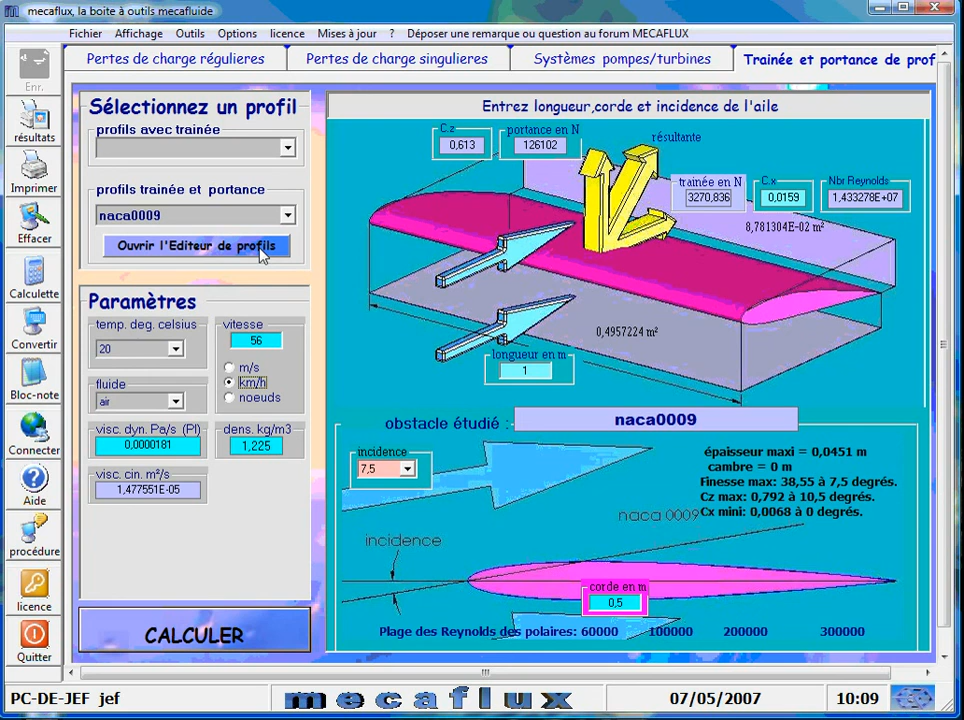 mecaflux, la boite à outils mecafluide
Fichier Affichage Outils Options licence Mises à jour ? Déposer une remarque ou question au forum MECAFLUX
Enr.
résultats
Imprimer
Effacer
Calculette
Convertir
Bloc-note
Connecter
Aide
procédure
licence
Quitter
Pertes de charge régulieres Pertes de charge singulieres Systèmes pompes/turbines Trainée et portance de prof
Sélectionnez un profil
profils avec trainée
profils trainée et portance
naca0009
Ouvrir l'Editeur de profils
Paramètres
temp. deg. celsius
20
vitesse
56
m/s
km/h
noeuds
fluide
air
visc. dyn. Pa/s (Pl)
0,0000181
dens. kg/m3
1,225
visc. cin. m²/s
1,477551E-05
CALCULER
Entrez longueur,corde et incidence de l'aile
C.z
0,613
portance en N
126102
résultante
trainée en N
3270,836
C.x
0,0159
Nbr Reynolds
1,433278E+07
8,781304E-02 m²
0,4957224 m²
longueur en m
1
obstacle étudié :
naca0009
incidence
7,5
épaisseur maxi = 0,0451 m
cambre = 0 m
Finesse max: 38,55 à 7,5 degrés.
Cz max: 0,792 à 10,5 degrés.
Cx mini: 0,0068 à 0 degrés.
naca 0009
incidence
corde en m
0,5
Plage des Reynolds des polaires: 60000 100000 200000 300000
PC-DE-JEF jef
mecaflux
07/05/2007
10:09